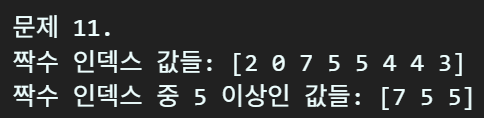 문제 11.
짝수 인덱스 값들: [2 0 7 5 5 4 4 3]
짝수 인덱스 중 5 이상인 값들: [7 5 5]